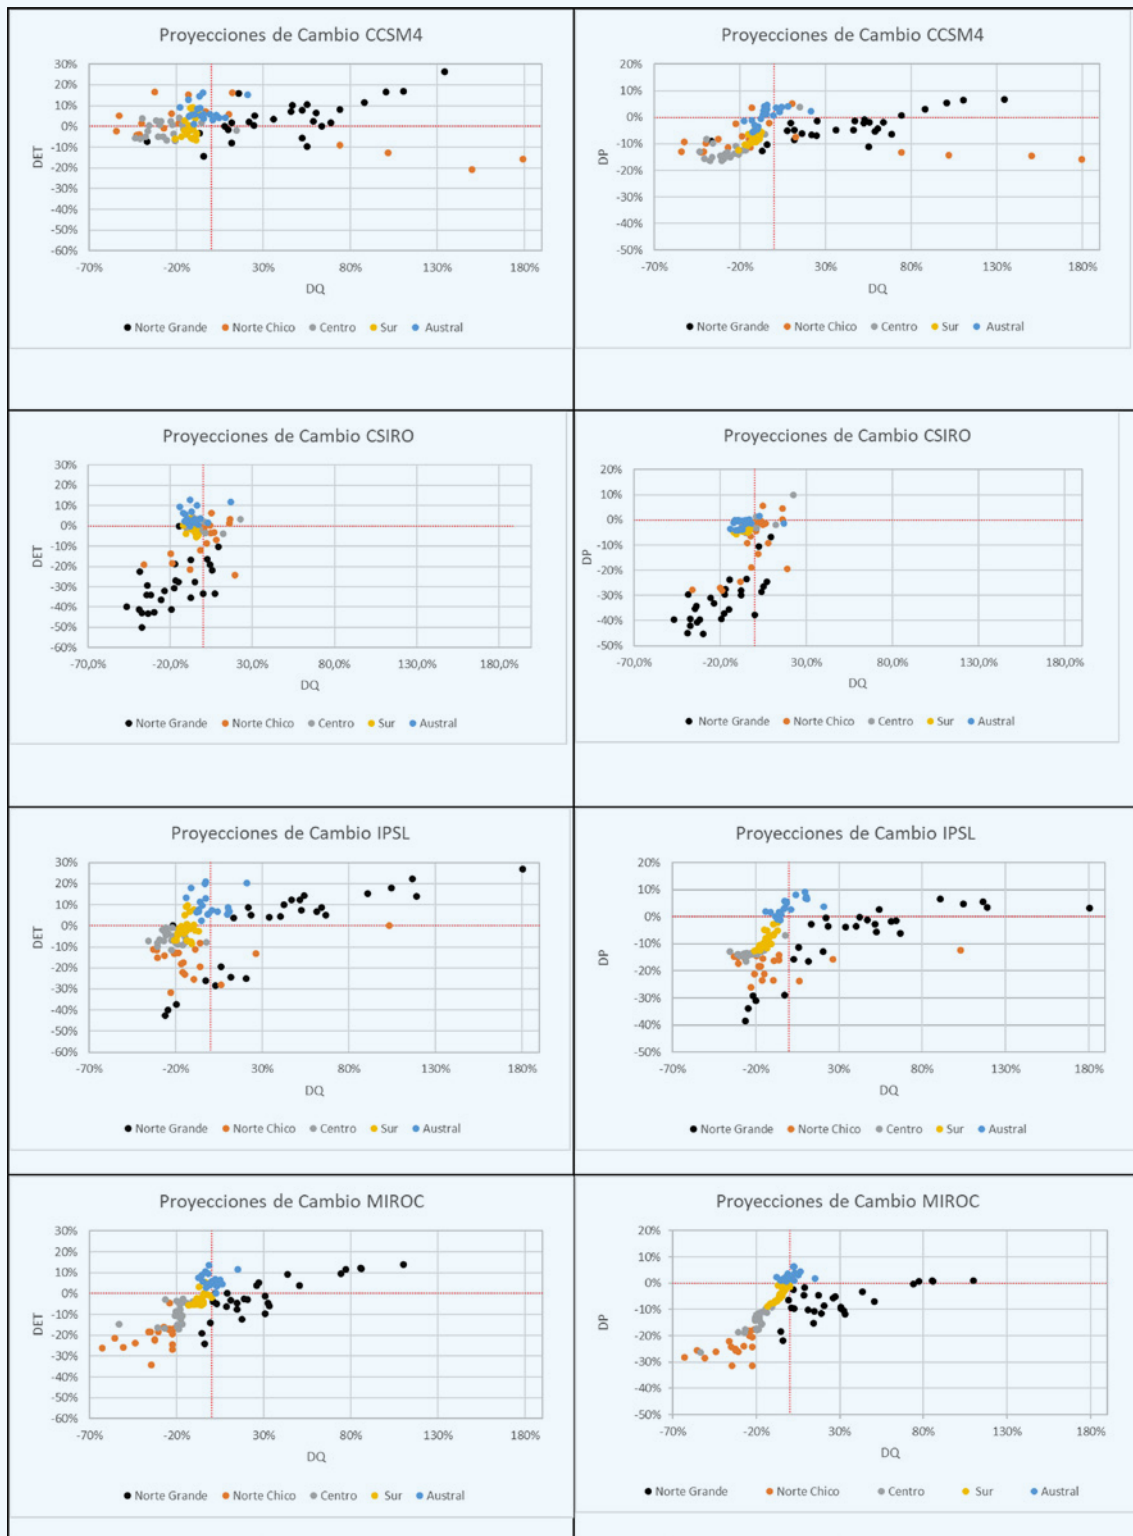 Proyecciones de Cambio CCSM4
30%
20%
10%
0%
-10%
-20%
-30%
-40%
-50%
-60%
DET
-70% -20% 30% 80% 130% 180%
DQ
Norte Grande Norte Chico Centro Sur Austral
Proyecciones de Cambio CCSM4
20%
10%
0%
-10%
-20%
-30%
-40%
-50%
DP
-70% -20% 30% 80% 130% 180%
DQ
Norte Grande Norte Chico Centro Sur Austral
Proyecciones de Cambio CSIRO
30%
20%
10%
0%
-10%
-20%
-30%
-40%
-50%
-60%
DET
-70,0% -20,0% 30,0% 80,0% 130,0% 180,0%
DQ
Norte Grande Norte Chico Centro Sur Austral
Proyecciones de Cambio CSIRO
20%
10%
0%
-10%
-20%
-30%
-40%
-50%
DP
-70,0% -20,0% 30,0% 80,0% 130,0% 180,0%
DQ
Norte Grande Norte Chico Centro Sur Austral
Proyecciones de Cambio IPSL
30%
20%
10%
0%
-10%
-20%
-30%
-40%
-50%
-60%
DET
-70% -20% 30% 80% 130% 180%
DQ
Norte Grande Norte Chico Centro Sur Austral
Proyecciones de Cambio IPSL
20%
10%
0%
-10%
-20%
-30%
-40%
-50%
DP
-70% -20% 30% 80% 130% 180%
DQ
Norte Grande Norte Chico Centro Sur Austral
Proyecciones de Cambio MIROC
30%
20%
10%
0%
-10%
-20%
-30%
-40%
-50%
-60%
DET
-70% -20% 30% 80% 130% 180%
DQ
Norte Grande Norte Chico Centro Sur Austral
Proyecciones de Cambio MIROC
20%
10%
0%
-10%
-20%
-30%
-40%
-50%
DP
-70% -20% 30% 80% 130% 180%
DQ
Norte Grande Norte Chico Centro Sur Austral